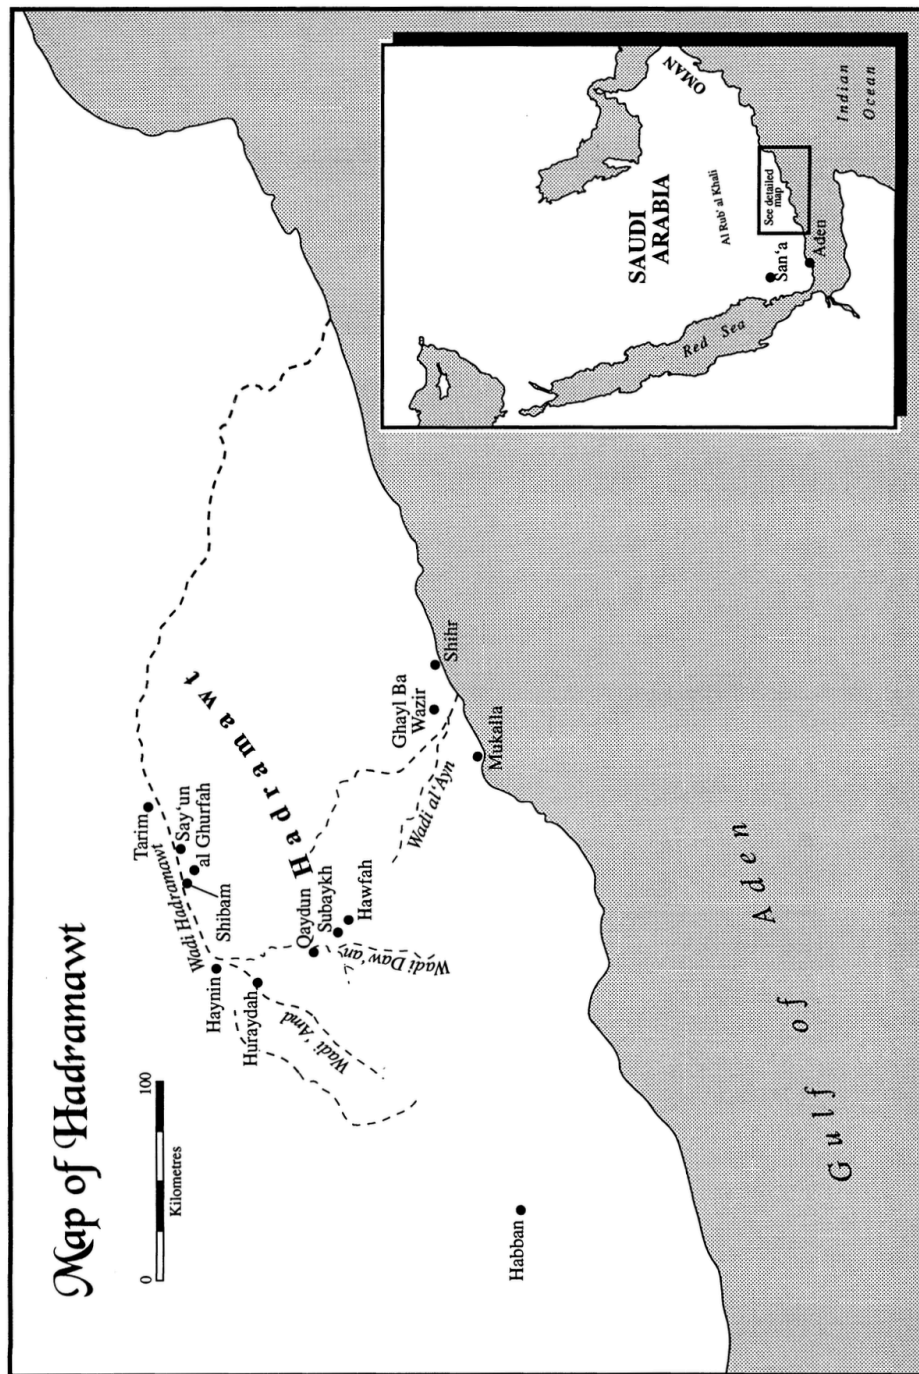 Map of Hadramawt
0
100
Kilometres
Tarim
Say'un
al Ghurfah
Wadi Hadramawt
Shibam
Haynin
Huraydah
Wadi 'Amd
Hadramawt
Qaydun
Subaykh
Hawfah
Wadi Daw'an
Wadi al'Ayn
Ghayl Ba
Wazir
Shihr
Mukalla
Habban
Gulf of Aden
OMAN
SAUDI
ARABIA
Al Rub' al Khali
See detailed
map
San'a
Aden
Red Sea
Indian
Ocean